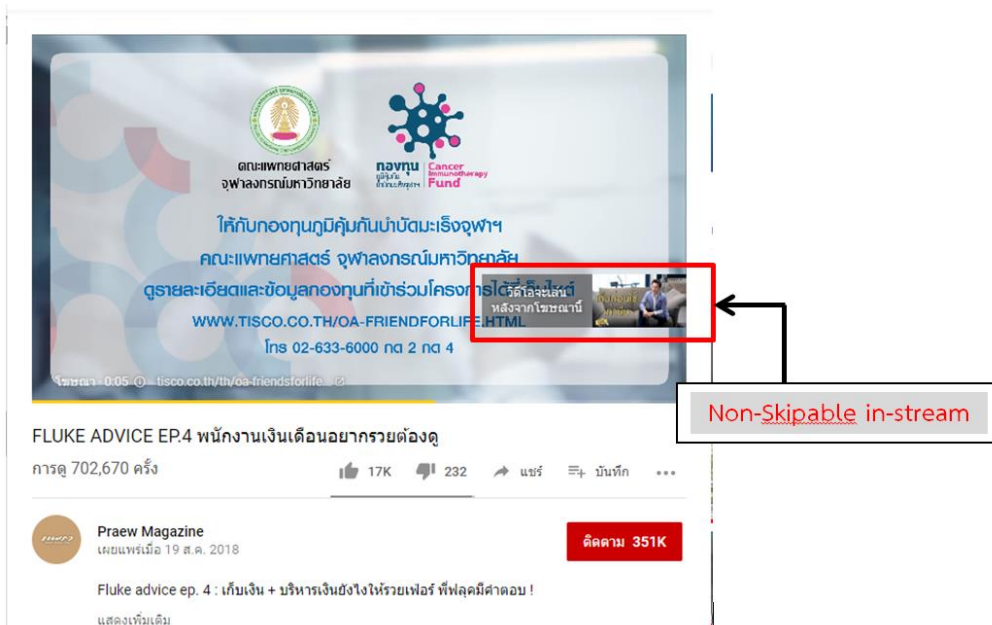 คณะแพทยศาสตร์
จุฬาลงกรณ์มหาวิทยาลัย
กองทุน
Cancer
Immunotherapy
Fund
ให้กับกองทุนภูมิคุ้มกันบำบัดมะเร็งจุฬาฯ
คณะแพทยศาสตร์ จุฬาลงกรณ์มหาวิทยาลัย
ดูรายละเอียดและข้อมูลกองทุนที่เข้าร่วมโครงการได้ที่เว็บไซต์
วิดีโอจะเล่น
หลังจากโฆษณานี้
WWW.TISCO.CO.TH/OA-FRIENDFORLIFE.HTML
โทร 02-633-6000 กด 2 กด 4
โฆษณา · 0:05 tisco.co.th/th/oa-friendsforlife...
Non-Skipable in-stream
FLUKE ADVICE EP.4 พนักงานเงินเดือนอยากรวยต้องดู
การดู 702,670 ครั้ง
17K 232 แชร์ บันทึก
Praew Magazine
เผยแพร่เมื่อ 19 ส.ค. 2018
ติดตาม 351K
Fluke advice ep. 4 : เก็บเงิน + บริหารเงินยังไงให้รวยเฟ่อร์ พี่ฟลุคมีคำตอบ !
แสดงเพิ่มเติม